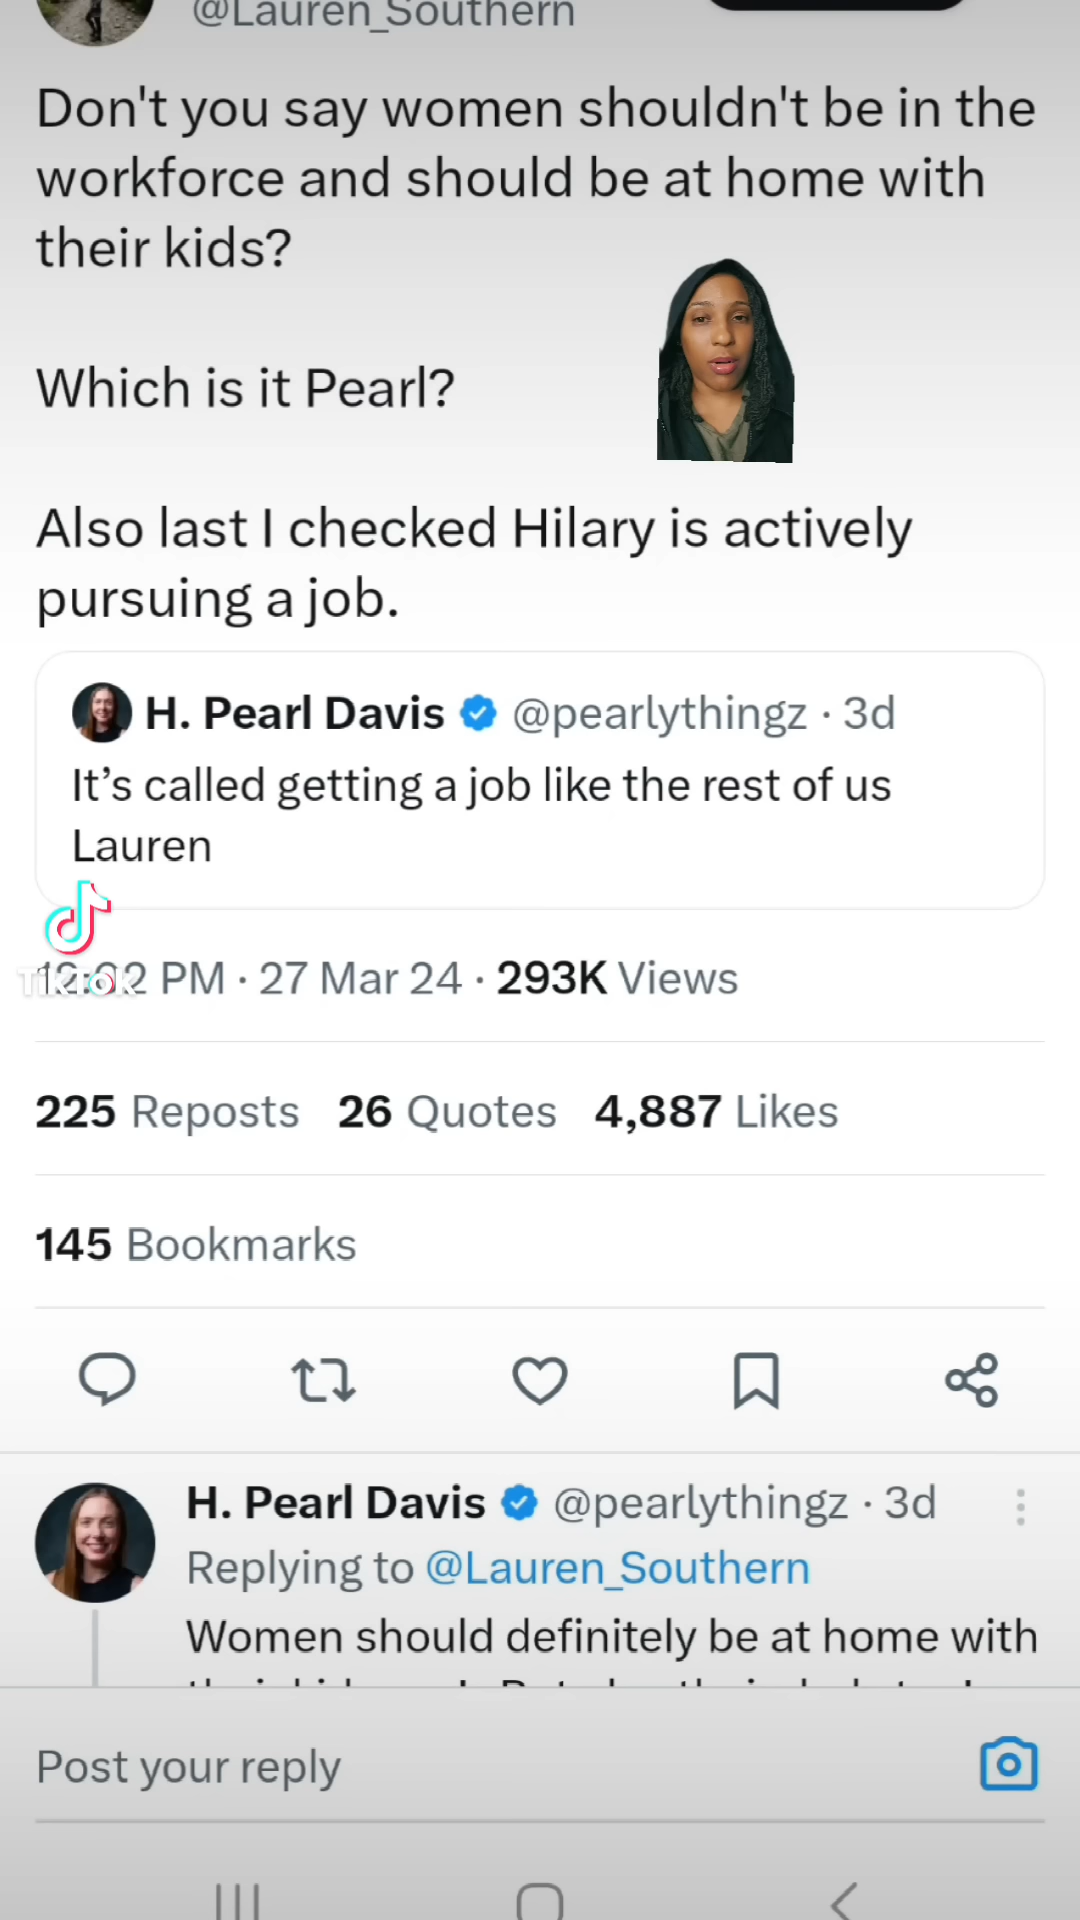 @Lauren_Southern
Don't you say women shouldn't be in the
workforce and should be at home with
their kids?
Which is it Pearl?
Also last I checked Hilary is actively
pursuing a job.
H. Pearl Davis @pearlythingz · 3d
It’s called getting a job like the rest of us
Lauren
TikTok
PM · 27 Mar 24 · 293K Views
225 Reposts 26 Quotes 4,887 Likes
145 Bookmarks
H. Pearl Davis @pearlythingz · 3d
Replying to @Lauren_Southern
Women should definitely be at home with
Post your reply